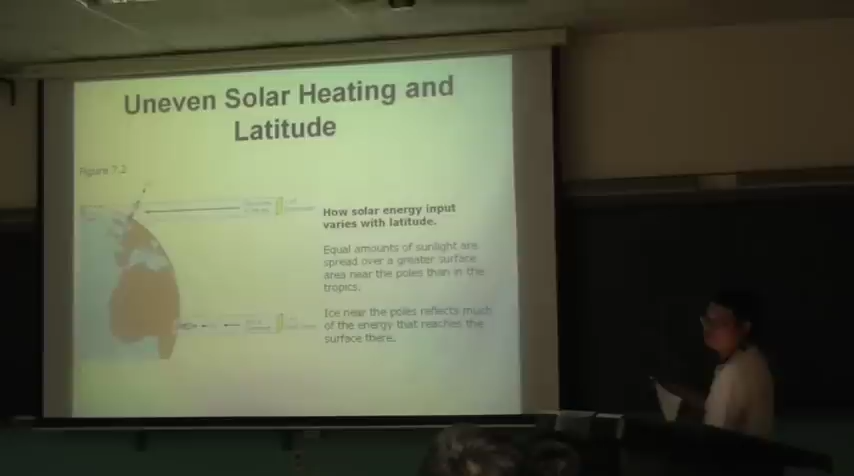 Uneven Solar Heating and
Latitude
Figure 7.2
How solar energy input
varies with latitude.
Equal amounts of sunlight are
spread over a greater surface
area near the poles than in the
tropics.
Ice near the poles reflects much
of the energy that reaches the
surface there.